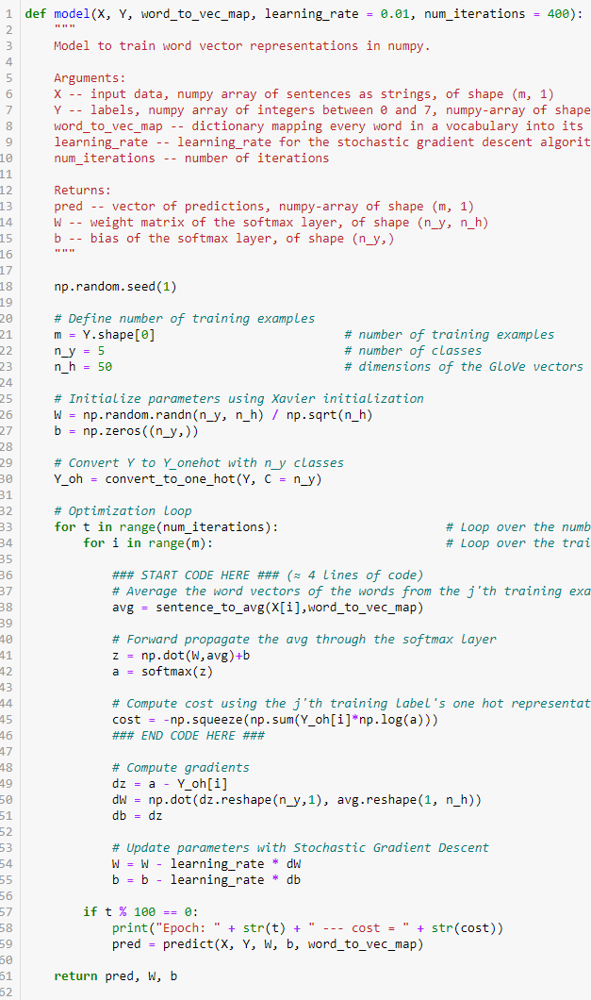 1 def model(X, Y, word_to_vec_map, learning_rate = 0.01, num_iterations = 400):
2     """
3     Model to train word vector representations in numpy.
4
5     Arguments:
6     X -- input data, numpy array of sentences as strings, of shape (m, 1)
7     Y -- labels, numpy array of integers between 0 and 7, numpy-array of shape
8     word_to_vec_map -- dictionary mapping every word in a vocabulary into its
9     learning_rate -- learning_rate for the stochastic gradient descent algorit
10     num_iterations -- number of iterations
11
12     Returns:
13     pred -- vector of predictions, numpy-array of shape (m, 1)
14     W -- weight matrix of the softmax layer, of shape (n_y, n_h)
15     b -- bias of the softmax layer, of shape (n_y,)
16     """
17
18     np.random.seed(1)
19
20     # Define number of training examples
21     m = Y.shape[0]                          # number of training examples
22     n_y = 5                                 # number of classes
23     n_h = 50                                # dimensions of the GloVe vectors
24
25     # Initialize parameters using Xavier initialization
26     W = np.random.randn(n_y, n_h) / np.sqrt(n_h)
27     b = np.zeros((n_y,))
28
29     # Convert Y to Y_onehot with n_y classes
30     Y_oh = convert_to_one_hot(Y, C = n_y)
31
32     # Optimization loop
33     for t in range(num_iterations):                       # Loop over the numb
34         for i in range(m):                                # Loop over the trai
35
36             ### START CODE HERE ### (≈ 4 lines of code)
37             # Average the word vectors of the words from the j'th training exa
38             avg = sentence_to_avg(X[i],word_to_vec_map)
39
40             # Forward propagate the avg through the softmax layer
41             z = np.dot(W,avg)+b
42             a = softmax(z)
43
44             # Compute cost using the j'th training label's one hot representat
45             cost = -np.squeeze(np.sum(Y_oh[i]*np.log(a)))
46             ### END CODE HERE ###
47
48             # Compute gradients
49             dz = a - Y_oh[i]
50             dW = np.dot(dz.reshape(n_y,1), avg.reshape(1, n_h))
51             db = dz
52
53             # Update parameters with Stochastic Gradient Descent
54             W = W - learning_rate * dW
55             b = b - learning_rate * db
56
57         if t % 100 == 0:
58             print("Epoch: " + str(t) + " --- cost = " + str(cost))
59             pred = predict(X, Y, W, b, word_to_vec_map)
60
61     return pred, W, b
62